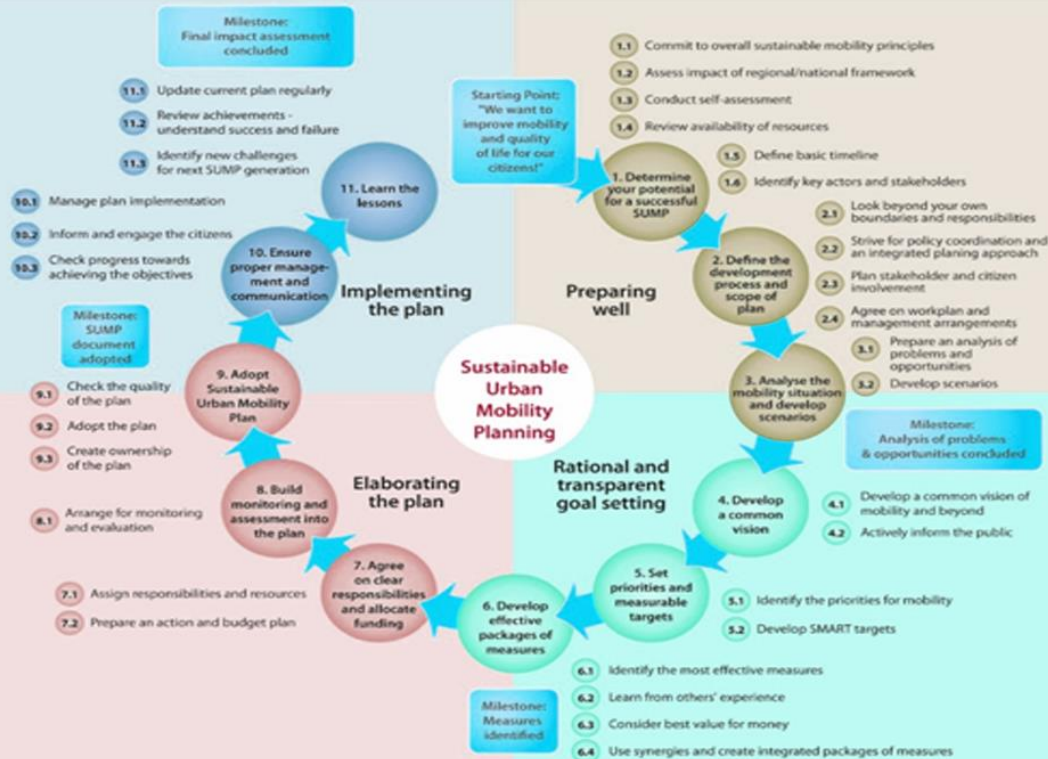 Milestone:
Final impact assessment
concluded
11.1 Update current plan regularly
11.2 Review achievements -
understand success and failure
11.3 Identify new challenges
for next SUMP generation
11. Learn the
lessons
10.1 Manage plan implementation
10.2 Inform and engage the citizens
10.3 Check progress towards
achieving the objectives
10. Ensure
proper manage-
ment and
communication
Implementing
the plan
Starting Point:
"We want to
improve mobility
and quality
of life for our
citizens!"
1.1 Commit to overall sustainable mobility principles
1.2 Assess impact of regional/national framework
1.3 Conduct self-assessment
1.4 Review availability of resources
1.5 Define basic timeline
1.6 Identify key actors and stakeholders
1. Determine
your potential
for a successful
SUMP
2.1 Look beyond your own
boundaries and responsibilities
2.2 Strive for policy coordination and
an integrated planing approach
2.3 Plan stakeholder and citizen
involvement
2.4 Agree on workplan and
management arrangements
2. Define the
development
process and
scope of
plan
Preparing
well
3.1 Prepare an analysis of
problems and
opportunities
3.2 Develop scenarios
3. Analyse the
mobility situation
and develop
scenarios
Milestone:
Analysis of problems
& opportunities concluded
Sustainable
Urban
Mobility
Planning
Rational and
transparent
goal setting
4. Develop
a common
vision
4.1 Develop a common vision of
mobility and beyond
4.2 Actively inform the public
5. Set
priorities and
measurable
targets
5.1 Identify the priorities for mobility
5.2 Develop SMART targets
6. Develop
effective
packages of
measures
6.1 Identify the most effective measures
6.2 Learn from others' experience
6.3 Consider best value for money
6.4 Use synergies and create integrated packages of measures
Milestone:
Measures
identified
Elaborating
the plan
7. Agree
on clear
responsibilities
and allocate
funding
7.1 Assign responsibilities and resources
7.2 Prepare an action and budget plan
8. Build
monitoring and
assessment into
the plan
8.1 Arrange for monitoring
and evaluation
9. Adopt
Sustainable
Urban Mobility
Plan
9.1 Check the quality
of the plan
9.2 Adopt the plan
9.3 Create ownership
of the plan
Milestone:
SUMP
document
adopted